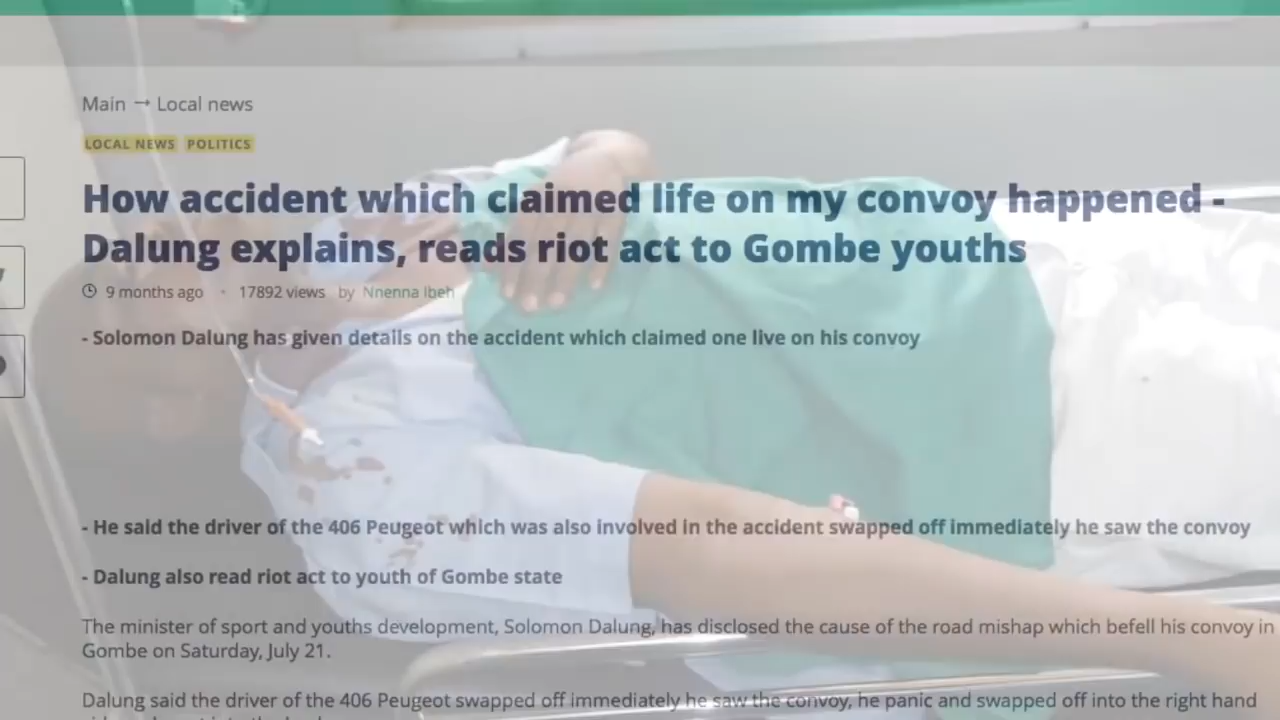 Main → Local news
LOCAL NEWS POLITICS
How accident which claimed life on my convoy happened -
Dalung explains, reads riot act to Gombe youths
9 months ago • 17892 views by Nnenna Ibeh
- Solomon Dalung has given details on the accident which claimed one live on his convoy
- He said the driver of the 406 Peugeot which was also involved in the accident swapped off immediately he saw the convoy
- Dalung also read riot act to youth of Gombe state
The minister of sport and youths development, Solomon Dalung, has disclosed the cause of the road mishap which befell his convoy in
Gombe on Saturday, July 21.
Dalung said the driver of the 406 Peugeot swapped off immediately he saw the convoy, he panic and swapped off into the right hand